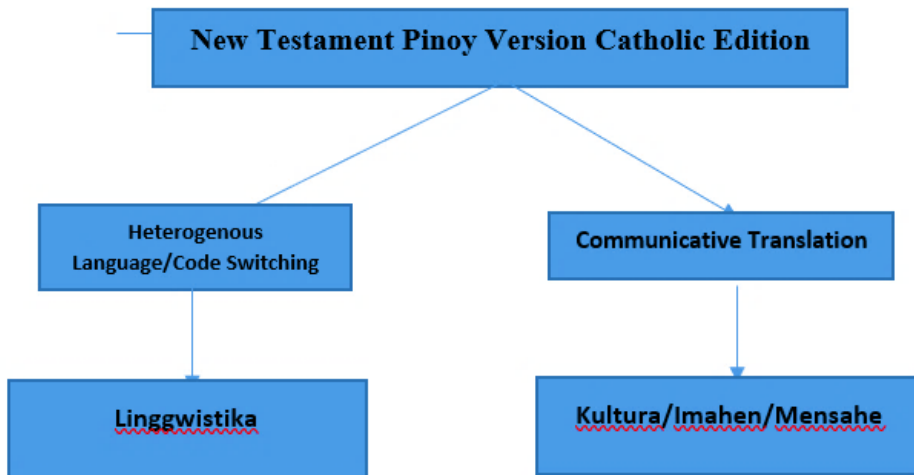 New Testament Pinoy Version Catholic Edition
Heterogenous
Language/Code Switching
Communicative Translation
Linggwistika
Kultura/Imahen/Mensahe